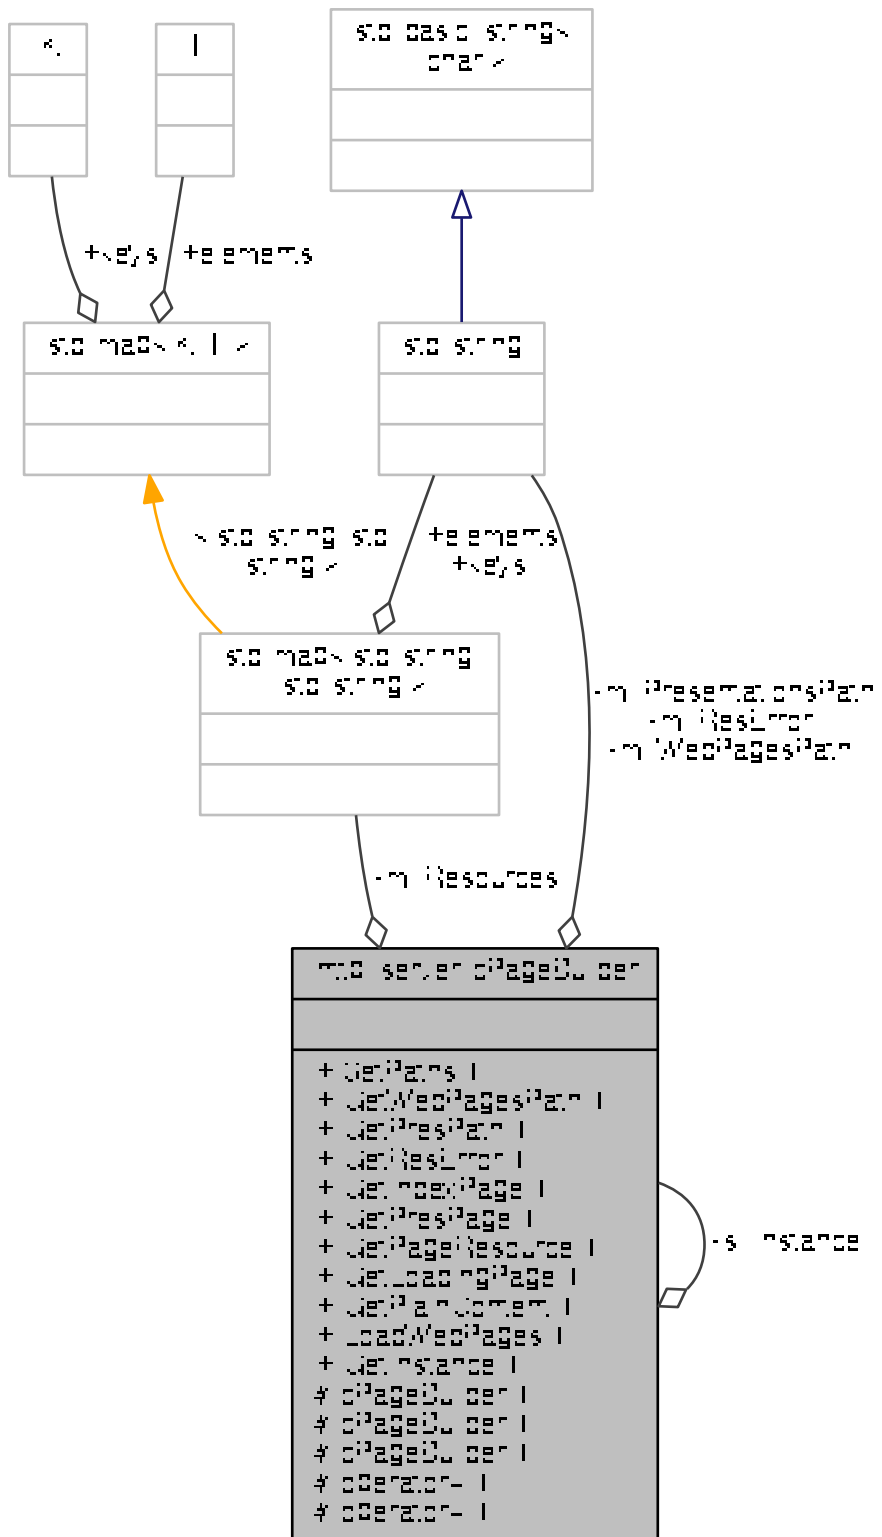 K
T
std::basic_string<
char >
+keys
+elements
std::map< K, T >
std::string
< std::string, std::
string >
+elements
+keys
std::map< std::string,
std::string >
-m_PresentationsPath
-m_ResError
-m_WebPagesPath
-m_Resources
cPageBuilder
+ GetPaths()
+ GetWebPagesPath()
+ GetPresPath()
+ GetResError()
+ GetIndexPage()
+ GetPresPage()
+ GetPageResource()
+ GetLoadingPage()
+ GetPlainContent()
+ LoadWebPages()
+ GetInstance()
# cPageBuilder()
# cPageBuilder()
# cPageBuilder()
# operator=()
# operator=()
-s_Instance